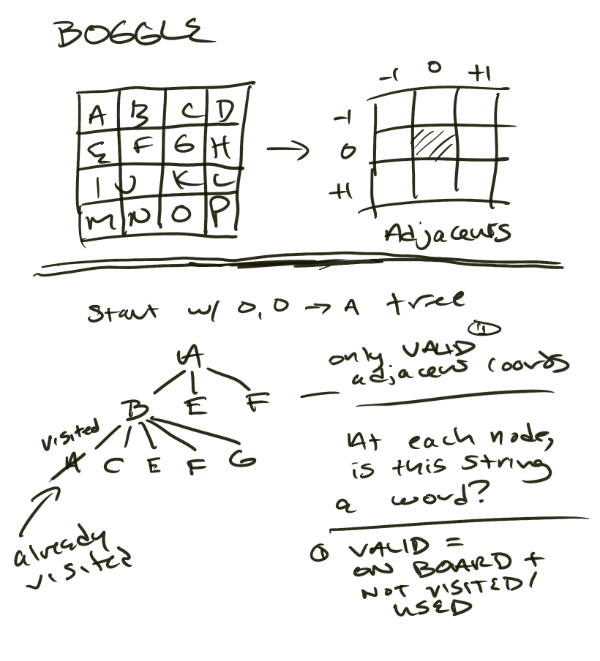 BOGGLE
A B C D
E F G H
I J K L
M N O P
-1 0 +1
-1
0
+1
Adjacents
Start w/ 0,0 → A tree
A
B E F
visited
A C E F G
already
visited
①
only VALID
adjacent coords
At each node,
is this string
a word?
① VALID =
ON BOARD +
NOT VISITED/
USED